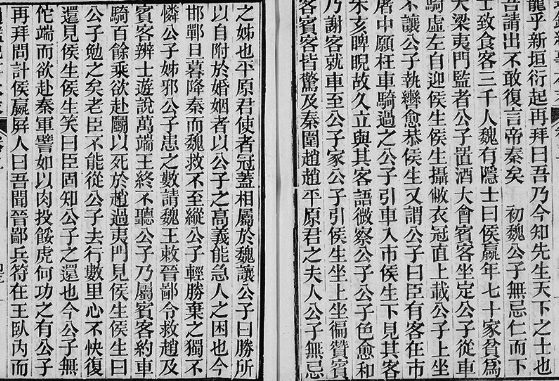 龍乎新垣衍起再拜曰吾乃今知先生天下之士也
吾請出不敢復言帝秦矣　初魏公子無忌仁而下
士致食客三千人魏有隱士曰侯嬴年七十家貧爲
大梁夷門監者公子置酒大會賓客坐定公子從車
騎虛左自迎侯生侯生攝敝衣冠直上載公子上坐
不讓公子執轡愈恭侯生又謂公子曰臣有客在市
屠中願枉車騎過之公子引車入市侯生下見其客
朱亥睥睨故久立與其客語微察公子公子色愈和
乃謝客就車至公子家公子引侯生坐上坐徧贊賓
客賓客皆驚及秦圍趙趙平原君之夫人公子無忌
之姊也平原君使者冠蓋相屬於魏讓公子曰勝所
以自附於婚姻者以公子之高義能急人之困也今
邯鄲旦暮降秦而魏救不至縱公子輕勝棄之獨不
憐公子姊邪公子患之數請魏王敕晉鄙令救趙及
賓客辨士遊說萬端王終不聽公子乃屬賓客約車
騎百餘乘欲赴鬭以死於趙過夷門見侯生侯生曰
公子勉之矣老臣不能從公子去行數里心不快復
還見侯生侯生笑曰臣固知公子之還也今公子無
佗端而欲赴秦軍譬如以肉投餒虎何功之有公子
再拜問計侯嬴屏人曰吾聞晉鄙兵符在王臥內而